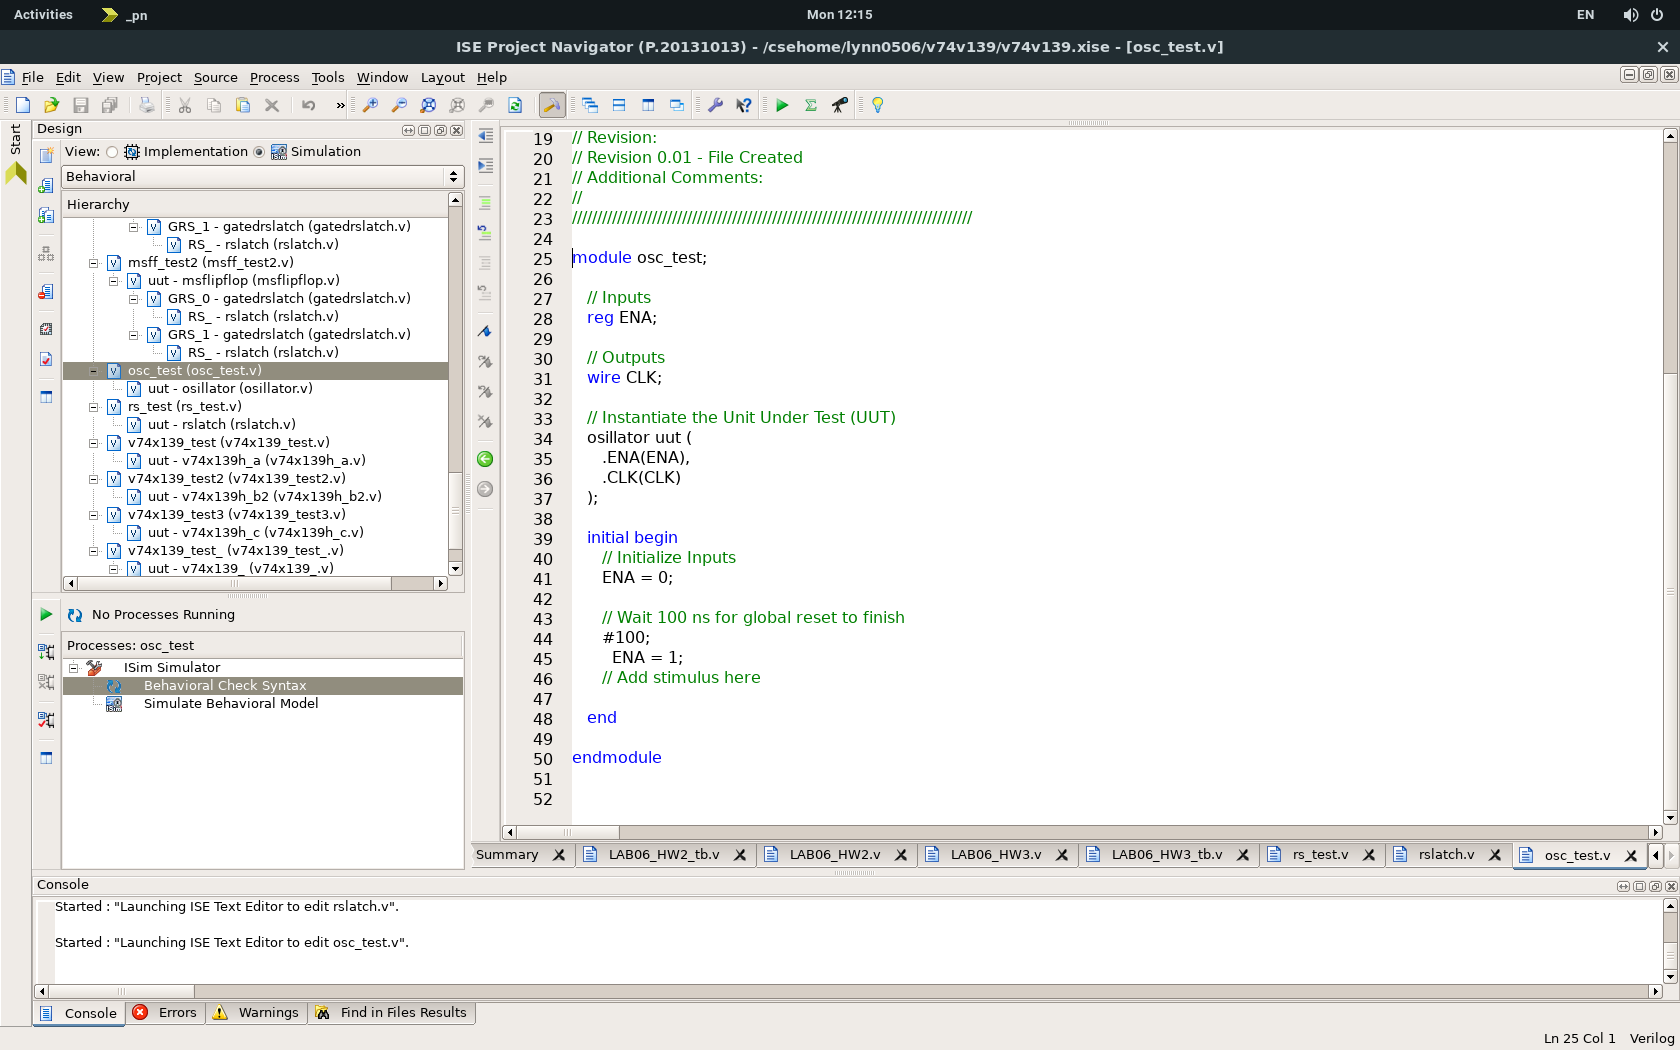 Activities
_pn
Mon 12:15
EN
ISE Project Navigator (P.20131013) - /csehome/lynn0506/v74v139/v74v139.xise - [osc_test.v]
File Edit View Project Source Process Tools Window Layout Help
Start
Design
View: Implementation Simulation
Behavioral
Hierarchy
GRS_1 - gatedrslatch (gatedrslatch.v)
RS_ - rslatch (rslatch.v)
msff_test2 (msff_test2.v)
uut - msflipflop (msflipflop.v)
GRS_0 - gatedrslatch (gatedrslatch.v)
RS_ - rslatch (rslatch.v)
GRS_1 - gatedrslatch (gatedrslatch.v)
RS_ - rslatch (rslatch.v)
osc_test (osc_test.v)
uut - osillator (osillator.v)
rs_test (rs_test.v)
uut - rslatch (rslatch.v)
v74x139_test (v74x139_test.v)
uut - v74x139h_a (v74x139h_a.v)
v74x139_test2 (v74x139_test2.v)
uut - v74x139h_b2 (v74x139h_b2.v)
v74x139_test3 (v74x139_test3.v)
uut - v74x139h_c (v74x139h_c.v)
v74x139_test_ (v74x139_test_.v)
uut - v74x139_ (v74x139_.v)
No Processes Running
Processes: osc_test
ISim Simulator
Behavioral Check Syntax
Simulate Behavioral Model
19 // Revision:
20 // Revision 0.01 - File Created
21 // Additional Comments:
22 //
23 ////////////////////////////////////////////////////////////////////////////////
24
25 module osc_test;
26
27 // Inputs
28 reg ENA;
29
30 // Outputs
31 wire CLK;
32
33 // Instantiate the Unit Under Test (UUT)
34 osillator uut (
35 .ENA(ENA),
36 .CLK(CLK)
37 );
38
39 initial begin
40 // Initialize Inputs
41 ENA = 0;
42
43 // Wait 100 ns for global reset to finish
44 #100;
45 ENA = 1;
46 // Add stimulus here
47
48 end
49
50 endmodule
51
52
Summary LAB06_HW2_tb.v LAB06_HW2.v LAB06_HW3.v LAB06_HW3_tb.v rs_test.v rslatch.v osc_test.v
Console
Started : "Launching ISE Text Editor to edit rslatch.v".
Started : "Launching ISE Text Editor to edit osc_test.v".
Console Errors Warnings Find in Files Results
Ln 25 Col 1 Verilog